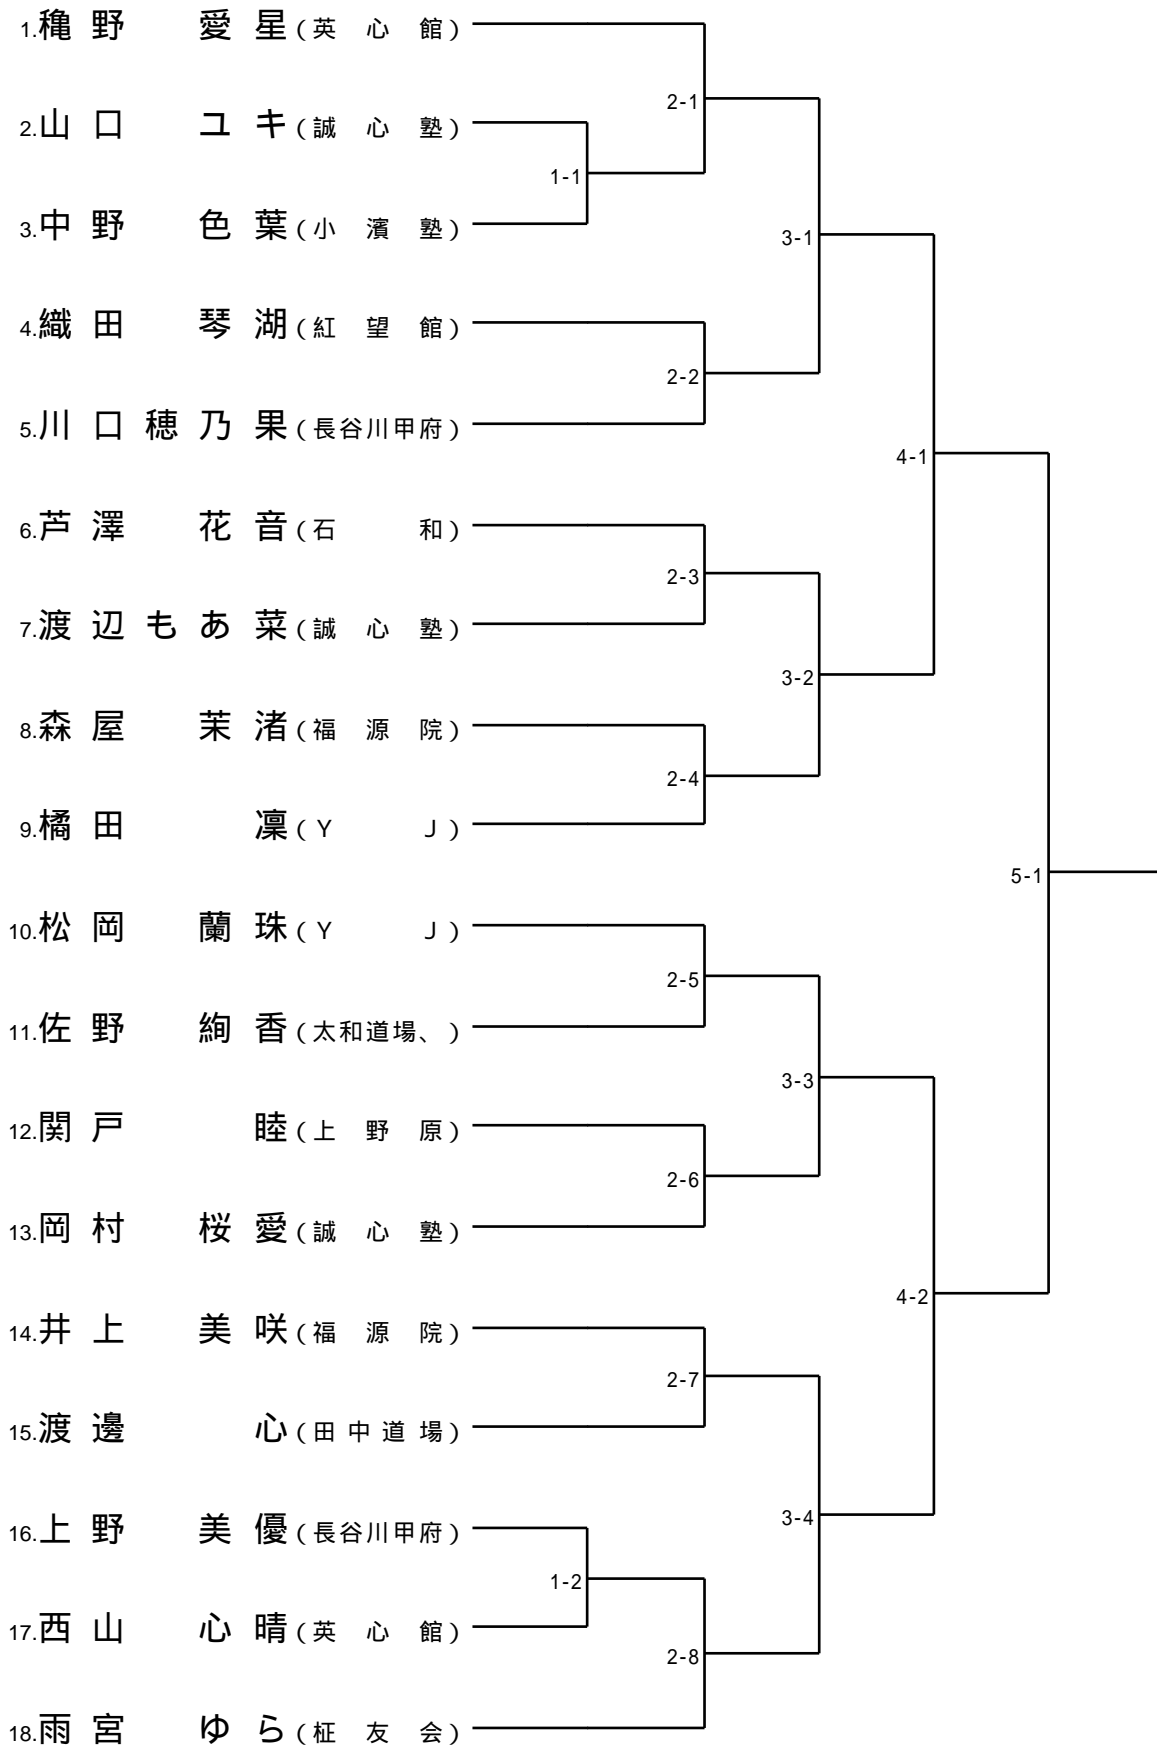 1.穐野 愛星(英心館)
2-1
2.山口 ユキ(誠心塾)
1-1
3.中野 色葉(小濱塾)
3-1
4.織田 琴湖(紅望館)
2-2
5.川口穂乃果(長谷川甲府)
4-1
6.芦澤 花音(石和)
2-3
7.渡辺もあ菜(誠心塾)
3-2
8.森屋 茉渚(福源院)
2-4
9.橘田 凜(Y J)
5-1
10.松岡 蘭珠(Y J)
2-5
11.佐野 絢香(太和道場、)
3-3
12.関戸 睦(上野原)
2-6
13.岡村 桜愛(誠心塾)
4-2
14.井上 美咲(福源院)
2-7
15.渡邊 心(田中道場)
3-4
16.上野 美優(長谷川甲府)
1-2
17.西山 心晴(英心館)
2-8
18.雨宮 ゆら(柾友会)